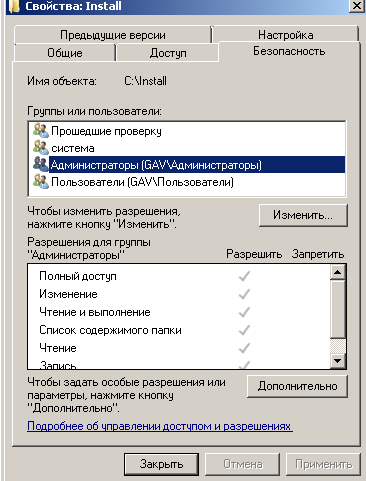 Свойства: Install
Предыдущие версии
Настройка
Общие
Доступ
Безопасность
Имя объекта: C:\Install
Группы или пользователи:
Прошедшие проверку
система
Администраторы (GAV\Администраторы)
Пользователи (GAV\Пользователи)
Чтобы изменить разрешения,
нажмите кнопку "Изменить".
Изменить...
Разрешения для группы
"Администраторы"
Разрешить
Запретить
Полный доступ
Изменение
Чтение и выполнение
Список содержимого папки
Чтение
Запись
Чтобы задать особые разрешения или
параметры, нажмите кнопку
"Дополнительно".
Дополнительно
Подробнее об управлении доступом и разрешениях
Закрыть
Отмена
Применить